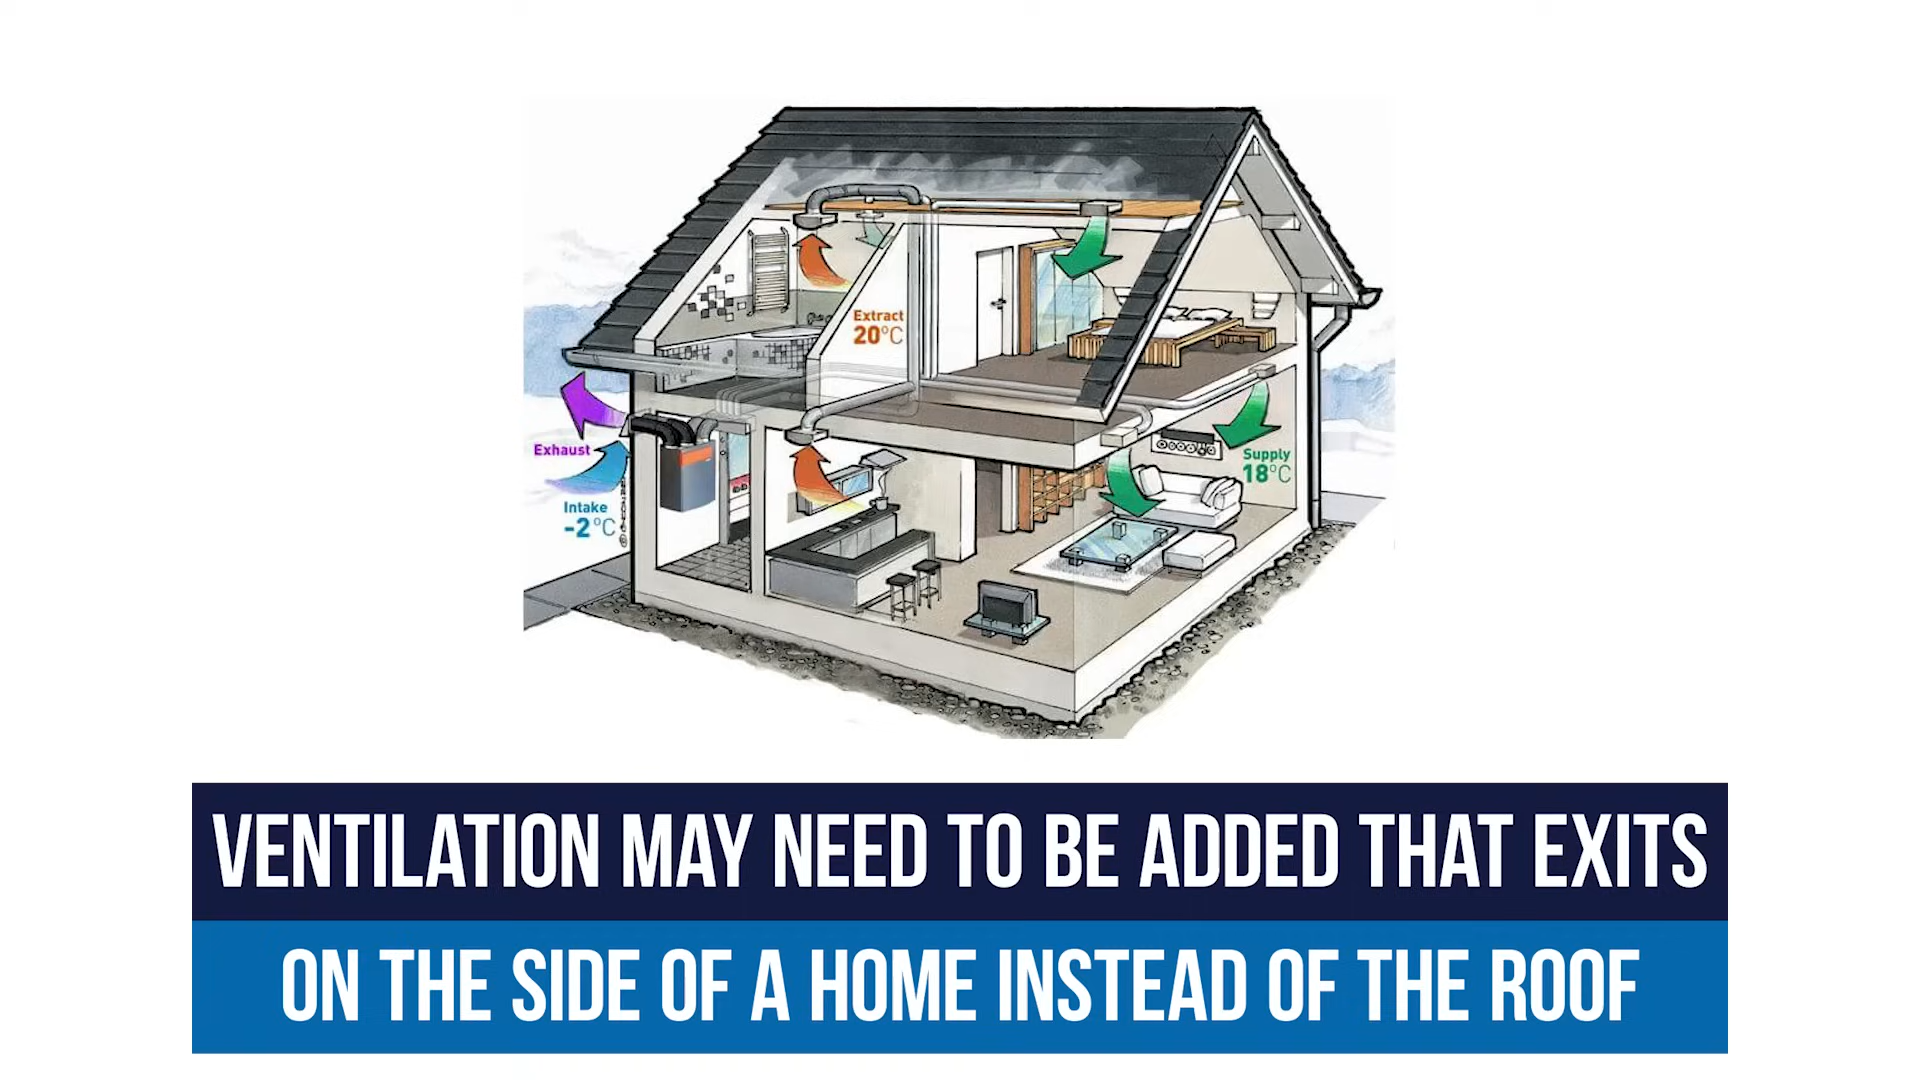 Extract
20°C
Exhaust
Supply
18°C
Intake
-2°C
VENTILATION MAY NEED TO BE ADDED THAT EXITS
ON THE SIDE OF A HOME INSTEAD OF THE ROOF